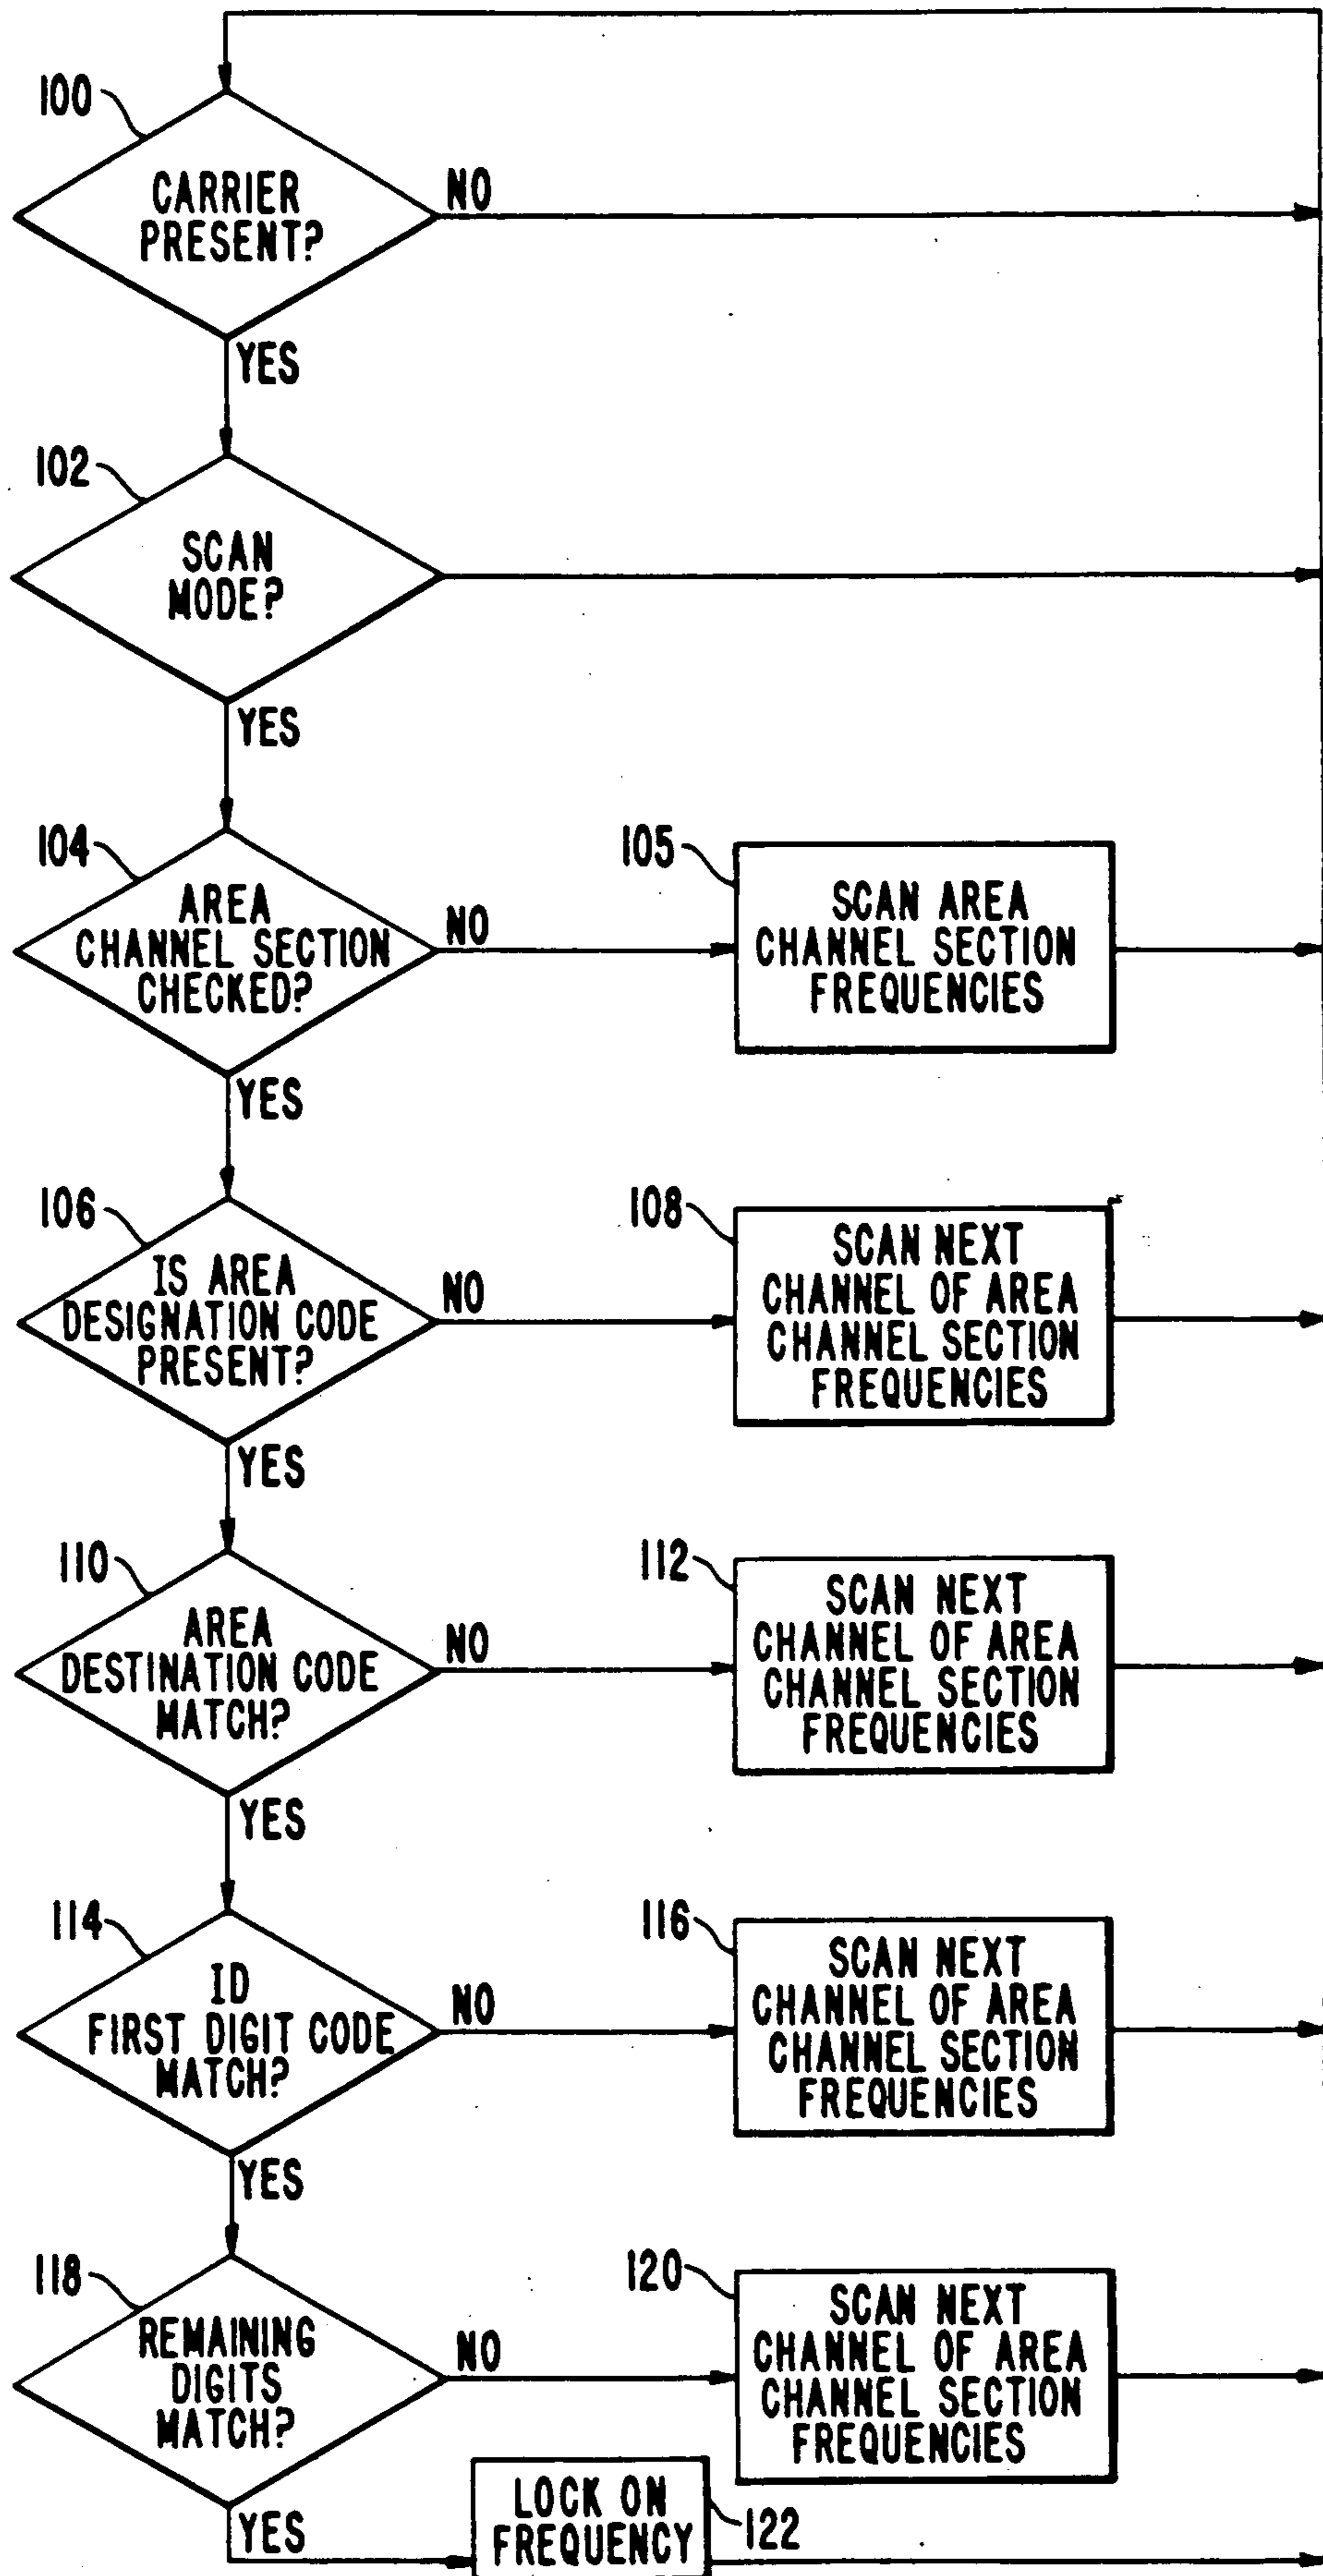 100
CARRIER
PRESENT?
NO
YES
102
SCAN
MODE?
YES
104
AREA
CHANNEL SECTION
CHECKED?
NO
105
SCAN AREA
CHANNEL SECTION
FREQUENCIES
YES
106
IS AREA
DESIGNATION CODE
PRESENT?
NO
108
SCAN NEXT
CHANNEL OF AREA
CHANNEL SECTION
FREQUENCIES
YES
110
AREA
DESTINATION CODE
MATCH?
NO
112
SCAN NEXT
CHANNEL OF AREA
CHANNEL SECTION
FREQUENCIES
YES
114
ID
FIRST DIGIT CODE
MATCH?
NO
116
SCAN NEXT
CHANNEL OF AREA
CHANNEL SECTION
FREQUENCIES
YES
118
REMAINING
DIGITS
MATCH?
NO
120
SCAN NEXT
CHANNEL OF AREA
CHANNEL SECTION
FREQUENCIES
YES
LOCK ON
FREQUENCY
122